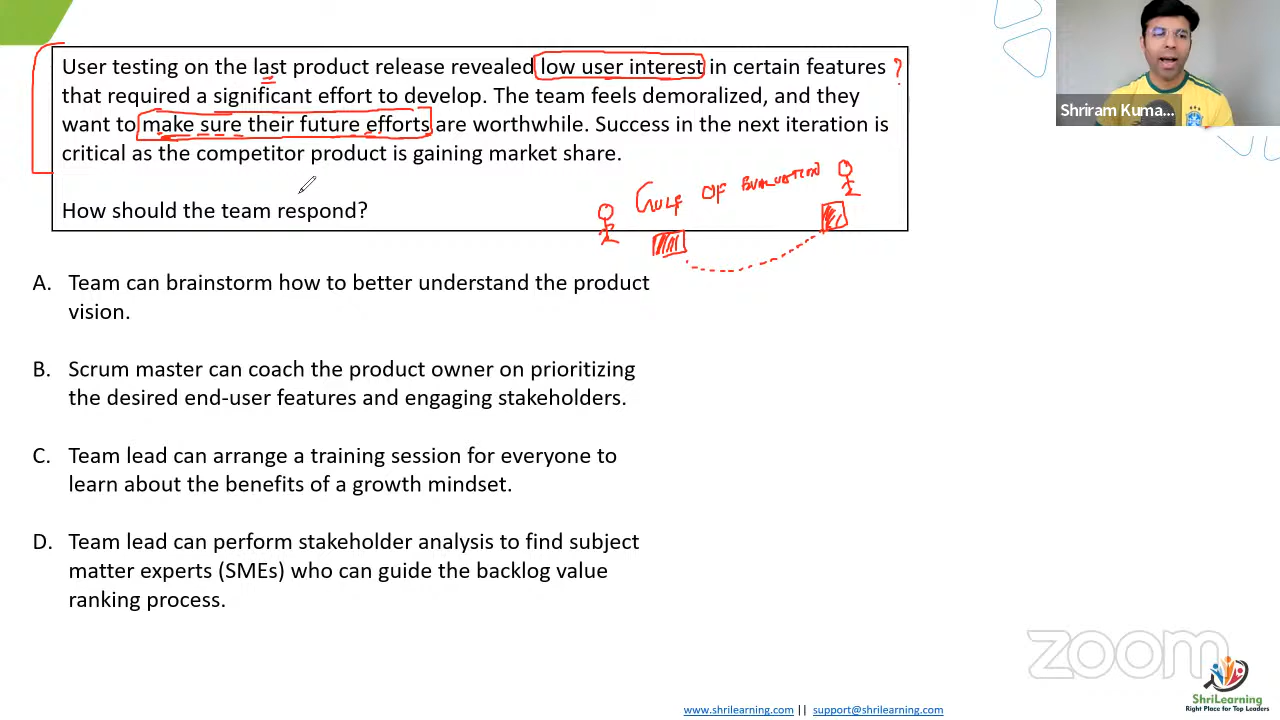 User testing on the last product release revealed low user interest in certain features ?
that required a significant effort to develop. The team feels demoralized, and they
want to make sure their future efforts are worthwhile. Success in the next iteration is
critical as the competitor product is gaining market share.
How should the team respond?
GULF OF EVALUATION
A. Team can brainstorm how to better understand the product
vision.
B. Scrum master can coach the product owner on prioritizing
the desired end-user features and engaging stakeholders.
C. Team lead can arrange a training session for everyone to
learn about the benefits of a growth mindset.
D. Team lead can perform stakeholder analysis to find subject
matter experts (SMEs) who can guide the backlog value
ranking process.
Shriram Kuma...
zoom
ShriLearning
Right Place for Top Leaders
www.shrilearning.com || support@shrilearning.com